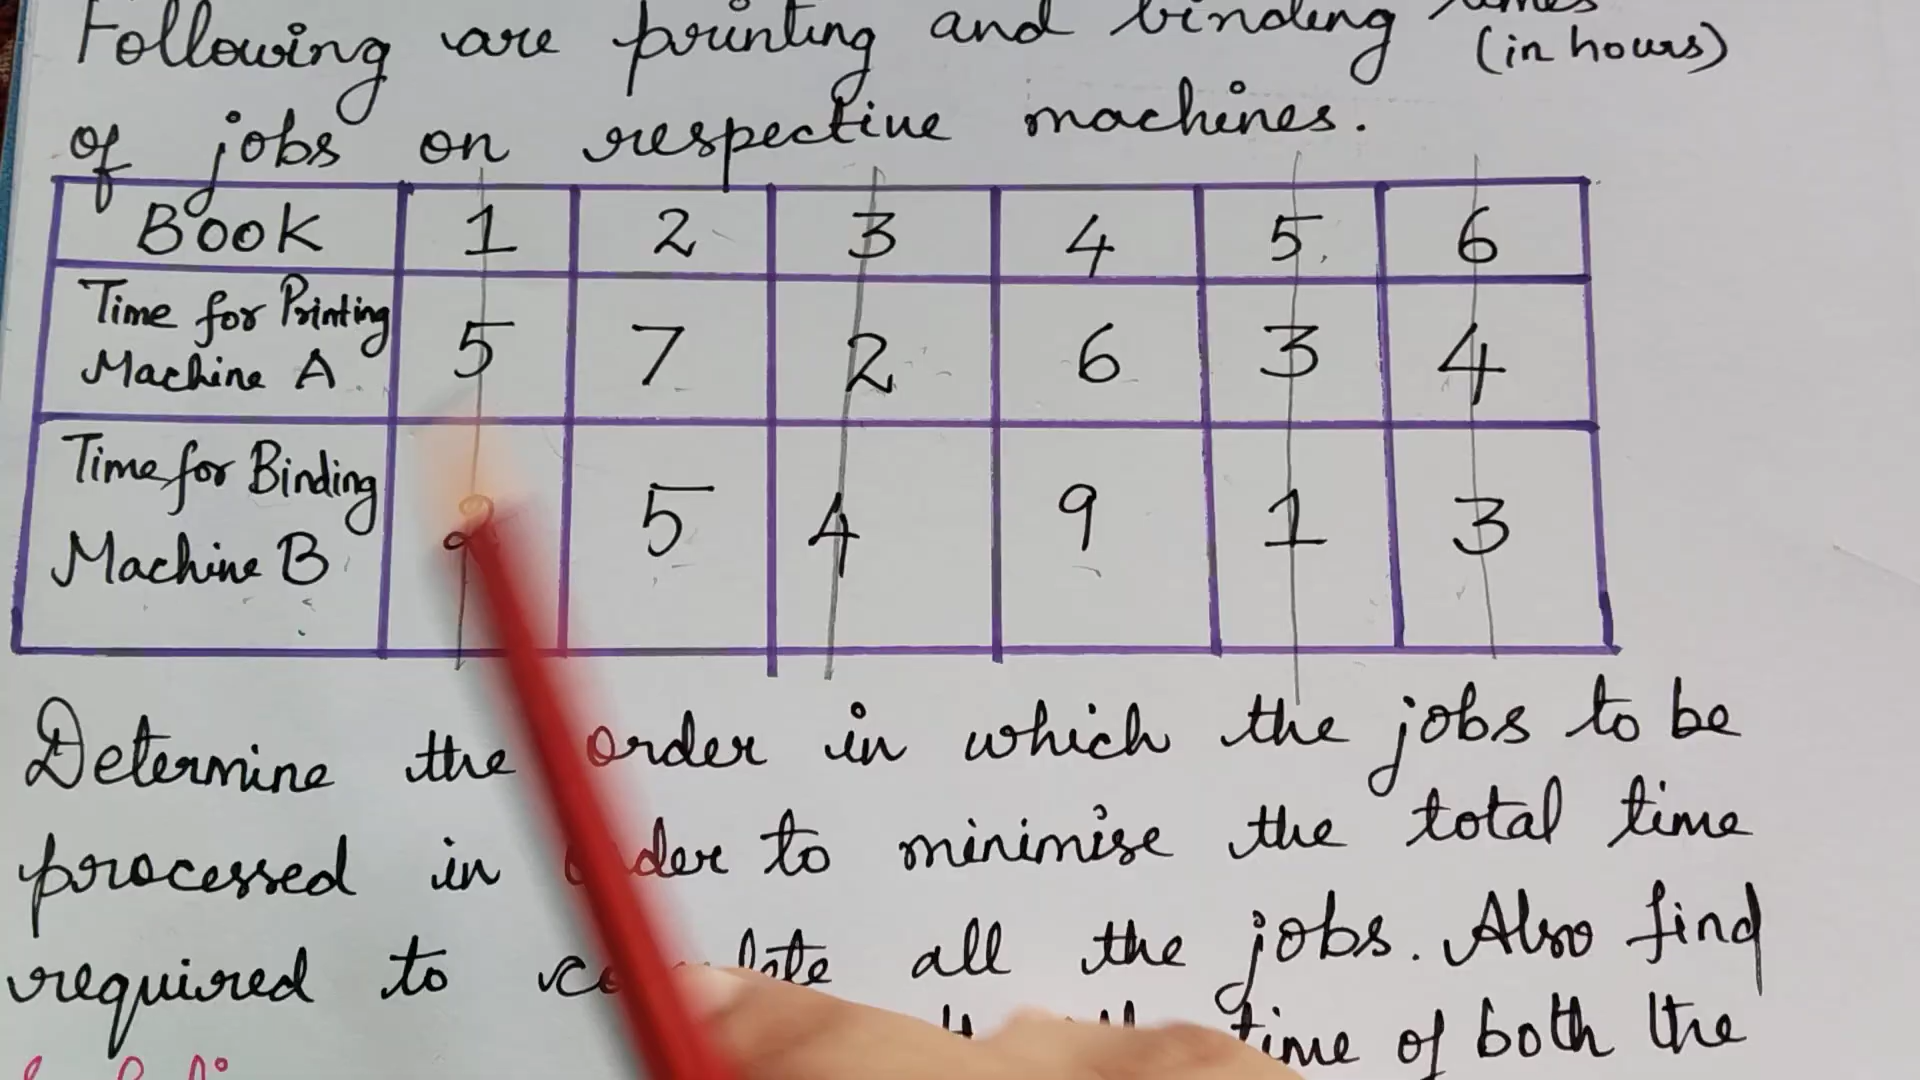 Following are printing and binding times
(in hours)
of jobs on respective machines.
BOOK 1 2 3 4 5 6
Time for Printing
Machine A 5 7 2 6 3 4
Time for Binding
Machine B 5 4 9 1 3
Determine the order in which the jobs to be
processed in order to minimise the total time
required to all the jobs. Also find
time of both the